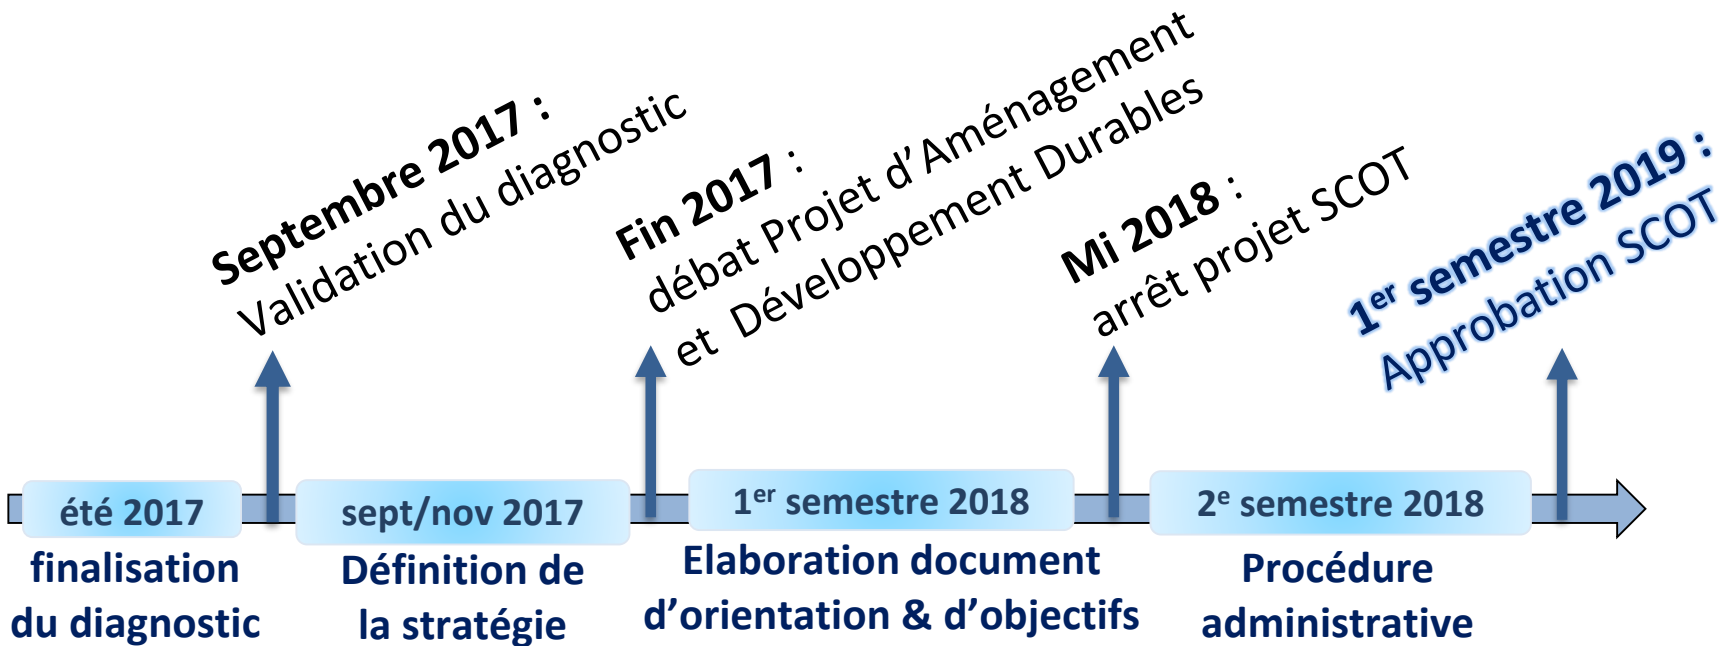 Septembre 2017 :
Validation du diagnostic
Fin 2017 :
débat Projet d’Aménagement
et Développement Durables
Mi 2018 :
arrêt projet SCOT
1er semestre 2019 :
Approbation SCOT
été 2017
finalisation
du diagnostic
sept/nov 2017
Définition de
la stratégie
1er semestre 2018
Elaboration document
d’orientation & d’objectifs
2e semestre 2018
Procédure
administrative